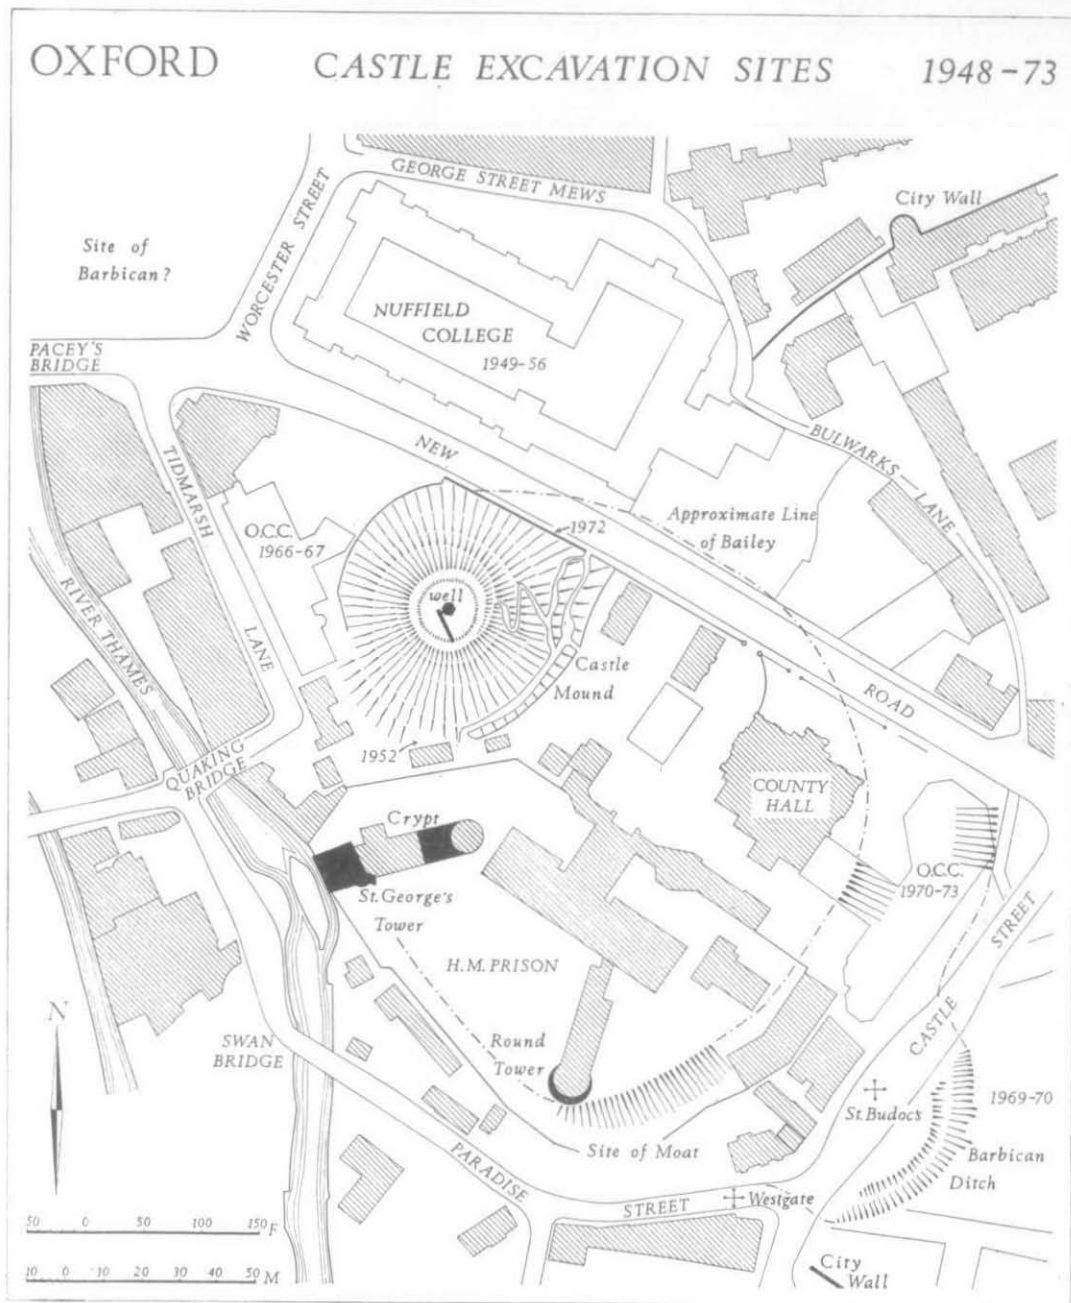 OXFORD CASTLE EXCAVATION SITES 1948-73
GEORGE STREET MEWS
WORCESTER STREET
City Wall
Site of
Barbican?
NUFFIELD
COLLEGE
1949-56
PACEY'S
BRIDGE
TIDMARSH
LANE
NEW
ROAD
BULWARKS
LANE
Approximate Line
of Bailey
1972
O.C.C.
1966-67
well
RIVER THAMES
Castle
Mound
1952
QUAKING
BRIDGE
COUNTY
HALL
Crypt
St. George's
Tower
O.C.C.
1970-73
H.M. PRISON
CASTLE
STREET
N
SWAN
BRIDGE
Round
Tower
St. Budocs
1969-70
Site of Moat
Barbican
Ditch
PARADISE
STREET
Westgate
50 0 50 100 150 F
10 0 10 20 30 40 50 M
City
Wall